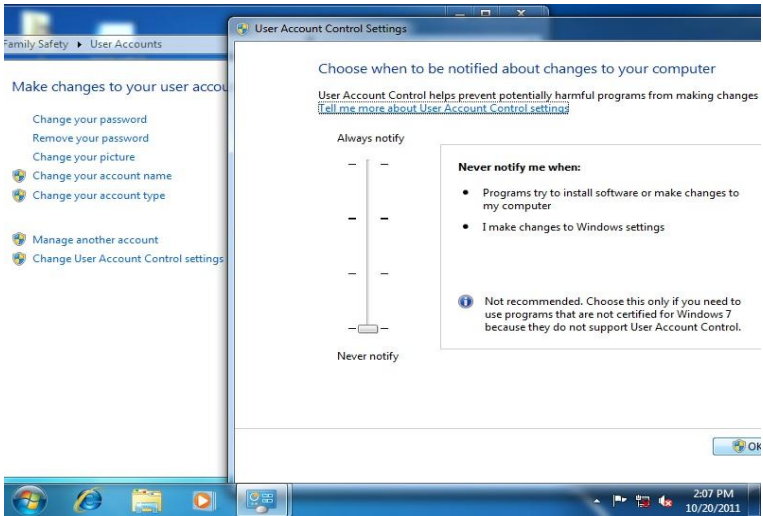 Family Safety ▸ User Accounts
Make changes to your user accou
Change your password
Remove your password
Change your picture
Change your account name
Change your account type
Manage another account
Change User Account Control settings
User Account Control Settings
Choose when to be notified about changes to your computer
User Account Control helps prevent potentially harmful programs from making changes
Tell me more about User Account Control settings
Always notify
Never notify
Never notify me when:
• Programs try to install software or make changes to
my computer
• I make changes to Windows settings
Not recommended. Choose this only if you need to
use programs that are not certified for Windows 7
because they do not support User Account Control.
OK
2:07 PM
10/20/2011